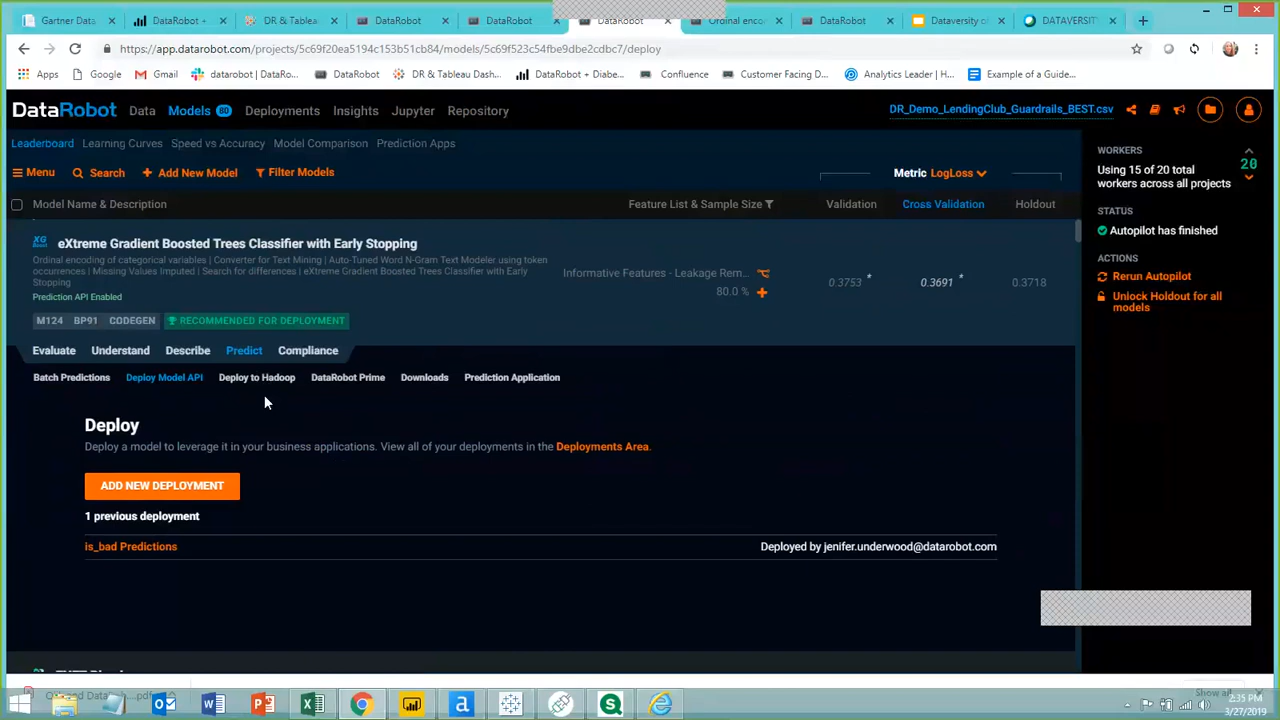 Gartner Data
DataRobot +
DR & Tablea
DataRobot
DataRobot
DataRobot
Ordinal enco
DataRobot
Dataversity
DATAVERSIT
https://app.datarobot.com/projects/5c69f20ea5194c153b51cb84/models/5c69f523c54fbe9dbe2cdbc7/deploy
Apps
Google
Gmail
datarobot | DataRo...
DataRobot
DR & Tableau Dash...
DataRobot + Diabe...
Confluence
Customer Facing D...
Analytics Leader | H...
Example of a Guide...
DataRobot
Data
Models 80
Deployments
Insights
Jupyter
Repository
DR_Demo_LendingClub_Guardrails_BEST.csv
Leaderboard
Learning Curves
Speed vs Accuracy
Model Comparison
Prediction Apps
Menu
Search
Add New Model
Filter Models
Metric LogLoss
Model Name & Description
Feature List & Sample Size
Validation
Cross Validation
Holdout
XG
Boost
eXtreme Gradient Boosted Trees Classifier with Early Stopping
Ordinal encoding of categorical variables | Converter for Text Mining | Auto-Tuned Word N-Gram Text Modeler using token
occurrences | Missing Values Imputed | Search for differences | eXtreme Gradient Boosted Trees Classifier with Early
Stopping
Prediction API Enabled
M124 BP91 CODEGEN RECOMMENDED FOR DEPLOYMENT
Informative Features - Leakage Rem...
80.0 %
0.3753 *
0.3691 *
0.3718
Evaluate
Understand
Describe
Predict
Compliance
Batch Predictions
Deploy Model API
Deploy to Hadoop
DataRobot Prime
Downloads
Prediction Application
Deploy
Deploy a model to leverage it in your business applications. View all of your deployments in the Deployments Area.
ADD NEW DEPLOYMENT
1 previous deployment
is_bad Predictions
Deployed by jenifer.underwood@datarobot.com
WORKERS
Using 15 of 20 total
workers across all projects
20
STATUS
Autopilot has finished
ACTIONS
Rerun Autopilot
Unlock Holdout for all
models
Show all
2:35 PM
3/27/2019